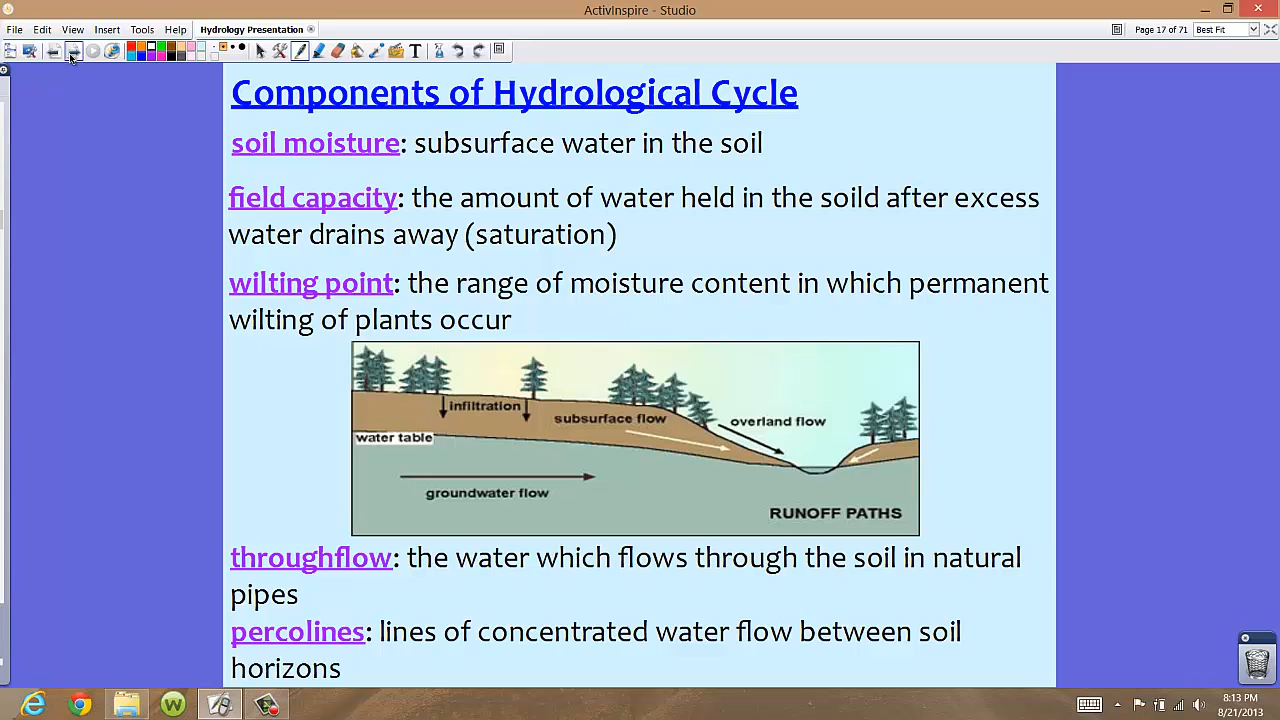 ActivInspire - Studio
File Edit View Insert Tools Help Hydrology Presentation Page 17 of 71 Best Fit
Components of Hydrological Cycle
soil moisture: subsurface water in the soil
field capacity: the amount of water held in the soild after excess
water drains away (saturation)
wilting point: the range of moisture content in which permanent
wilting of plants occur
infiltration
subsurface flow
overland flow
water table
groundwater flow
RUNOFF PATHS
throughflow: the water which flows through the soil in natural
pipes
percolines: lines of concentrated water flow between soil
horizons
8:13 PM
8/21/2013